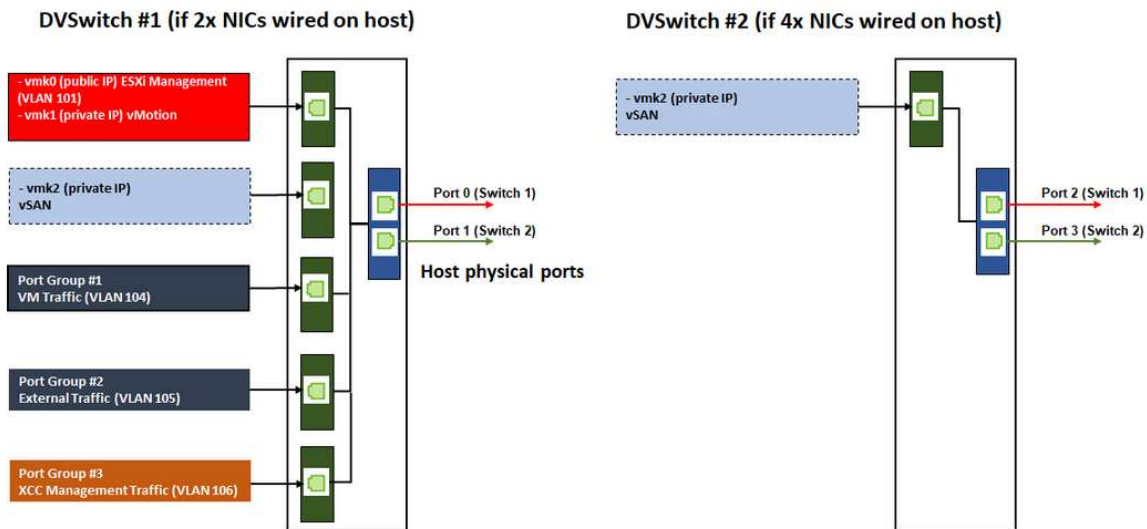 DVSwitch #1 (if 2x NICs wired on host)
- vmk0 (public IP) ESXi Management
(VLAN 101)
- vmk1 (private IP) vMotion
- vmk2 (private IP)
vSAN
Port Group #1
VM Traffic (VLAN 104)
Port Group #2
External Traffic (VLAN 105)
Port Group #3
XCC Management Traffic (VLAN 106)
Port 0 (Switch 1)
Port 1 (Switch 2)
Host physical ports
DVSwitch #2 (if 4x NICs wired on host)
- vmk2 (private IP)
vSAN
Port 2 (Switch 1)
Port 3 (Switch 2)